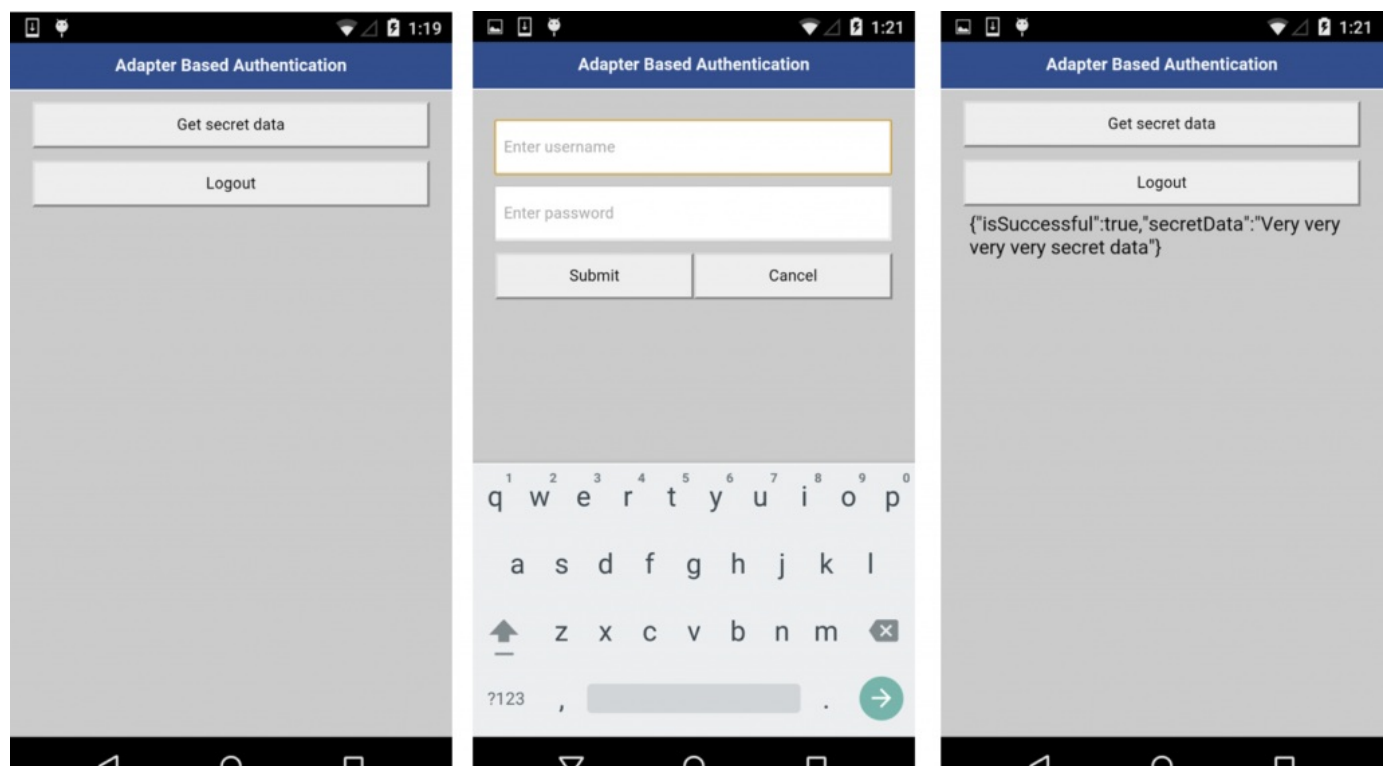 1:19
Adapter Based Authentication
Get secret data
Logout
1:21
Adapter Based Authentication
Enter username
Enter password
Submit Cancel
1 2 3 4 5 6 7 8 9 0
q w e r t y u i o p
a s d f g h j k l
z x c v b n m
?123 , .
1:21
Adapter Based Authentication
Get secret data
Logout
{"isSuccessful":true,"secretData":"Very very
very very secret data"}